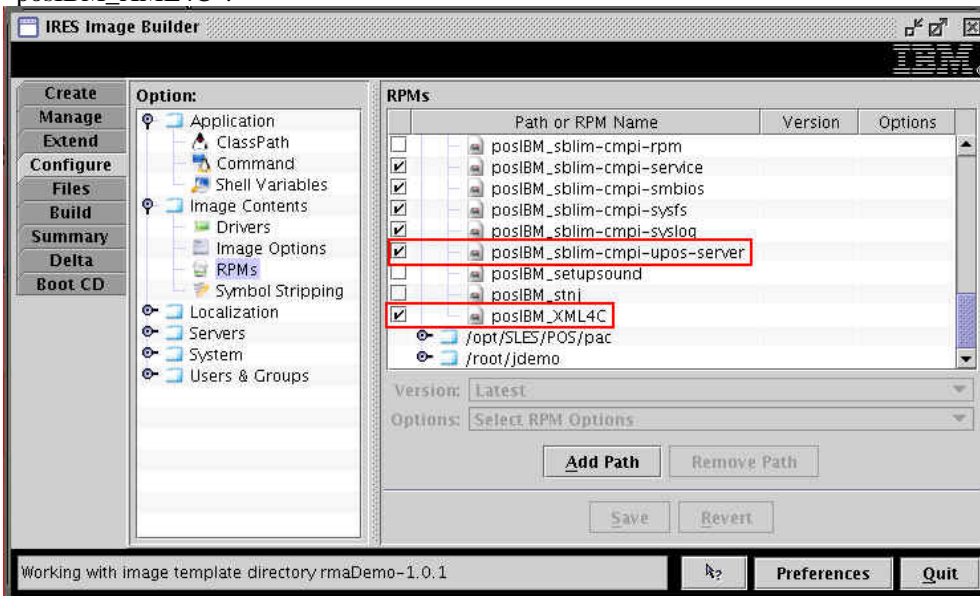 posIBM_XML4C .
IRES Image Builder
IBM
Create
Manage
Extend
Configure
Files
Build
Summary
Delta
Boot CD
Option:
Application
ClassPath
Command
Shell Variables
Image Contents
Drivers
Image Options
RPMs
Symbol Stripping
Localization
Servers
System
Users & Groups
RPMs
Path or RPM Name Version Options
posIBM_sblim-cmpi-rpm
posIBM_sblim-cmpi-service
posIBM_sblim-cmpi-smbios
posIBM_sblim-cmpi-sysfs
posIBM_sblim-cmpi-syslog
posIBM_sblim-cmpi-upos-server
posIBM_setupsound
posIBM_stnj
posIBM_XML4C
/opt/SLES/POS/pac
/root/jdemo
Version: Latest
Options: Select RPM Options
Add Path Remove Path
Save Revert
Working with image template directory rmaDemo-1.0.1
? Preferences Quit